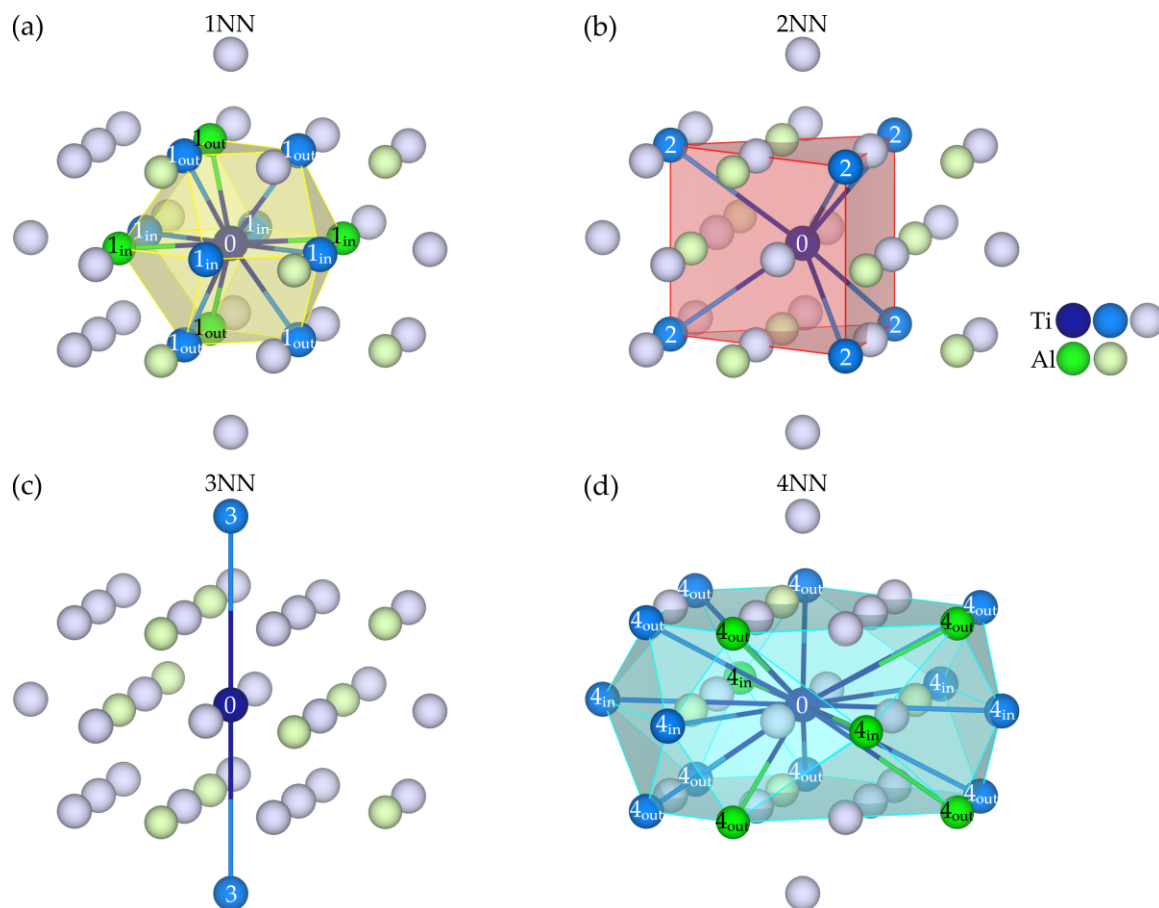 (a) 1NN
1out 1out 1out
1in 1in
1in 0 1in
1in 1in
1out
1out 1out
(b) 2NN
2 2
2
0
2 2
2
Ti
Al
(c) 3NN
3
0
3
(d) 4NN
4out 4out
4out
4out 4out 4out
4in 4in
4in 0 4in
4in 4in
4out 4out
4out
4out 4out 4out